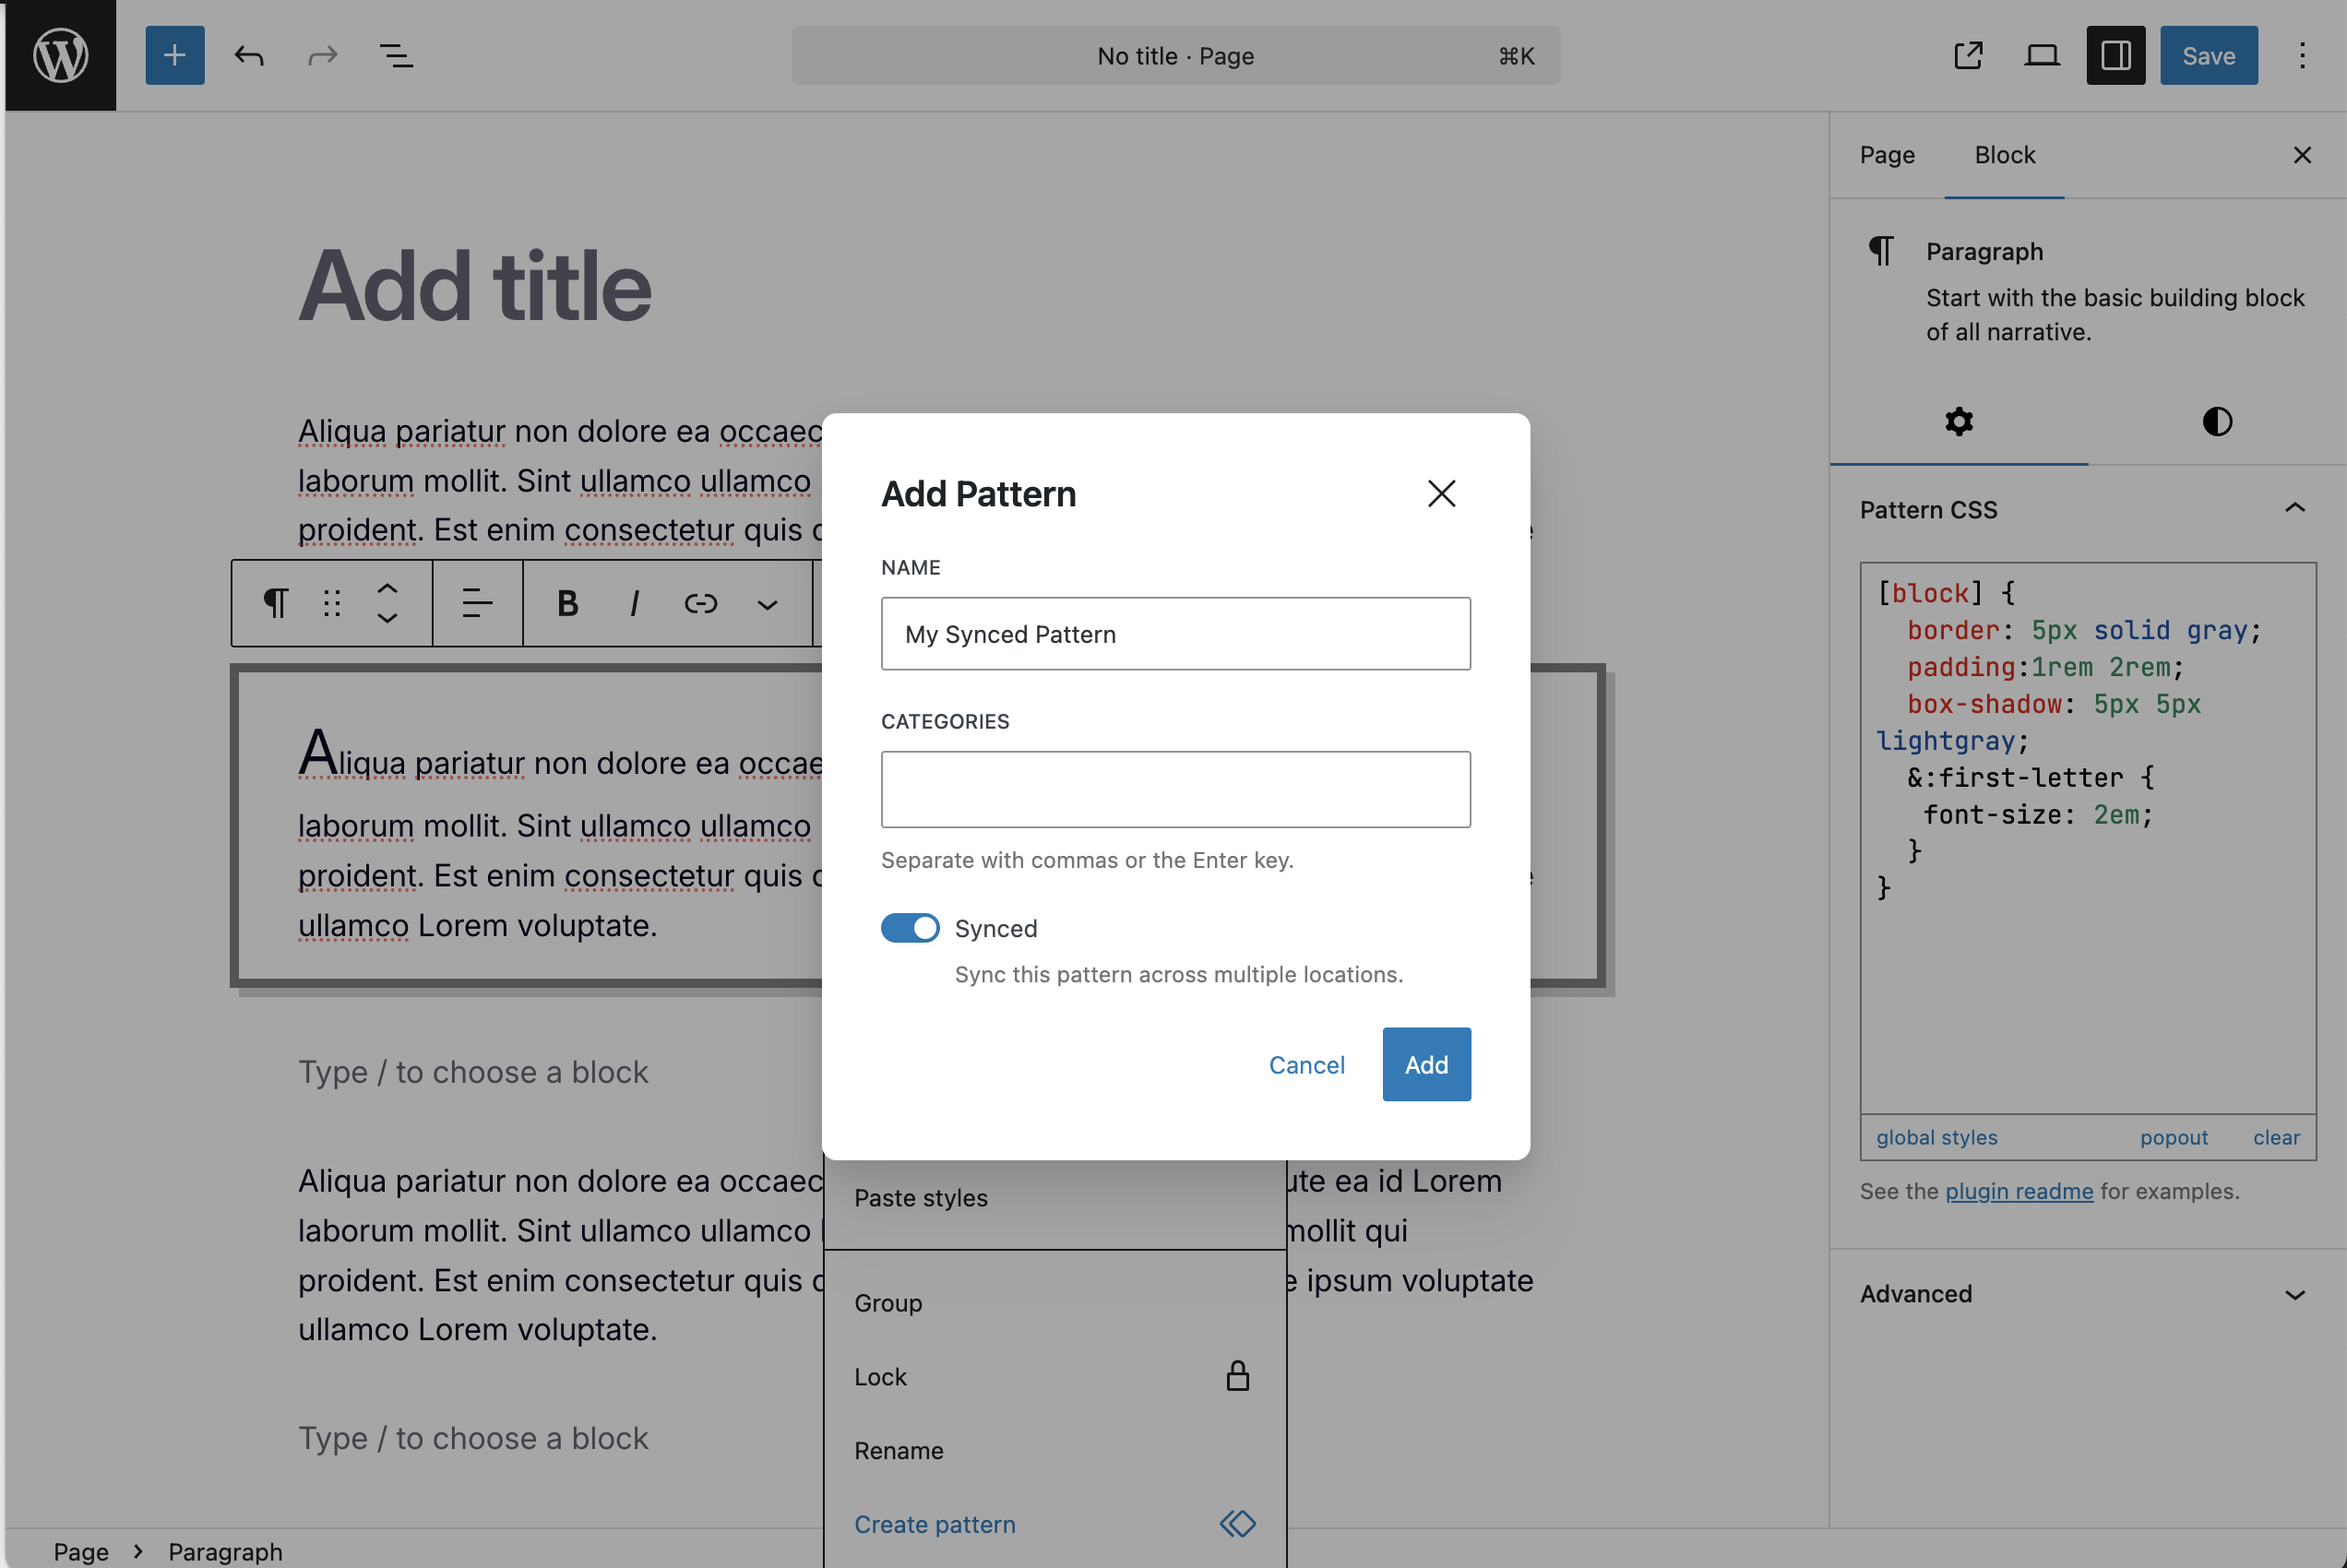 No title · Page
⌘K
Save
Page
Block
Paragraph
Start with the basic building block
of all narrative.
Pattern CSS
[block] {
border: 5px solid gray;
padding:1rem 2rem;
box-shadow: 5px 5px
lightgray;
&:first-letter {
font-size: 2em;
}
}
global styles
popout
clear
See the plugin readme for examples.
Advanced
Add title
Aliqua pariatur non dolore ea
laborum mollit. Sint ullamco ullamco
proident. Est enim consectetur quis
B
I
Aliqua pariatur non dolore ea
laborum mollit. Sint ullamco ullamco
proident. Est enim consectetur quis
ullamco Lorem voluptate.
Type / to choose a block
Aliqua pariatur non dolore ea
ea id Lorem
laborum mollit. Sint ullamco ullamco
mollit qui
proident. Est enim consectetur quis
ipsum voluptate
ullamco Lorem voluptate.
Type / to choose a block
Add Pattern
NAME
My Synced Pattern
CATEGORIES
Separate with commas or the Enter key.
Synced
Sync this pattern across multiple locations.
Cancel
Add
Paste styles
Group
Lock
Rename
Create pattern
Page
Paragraph